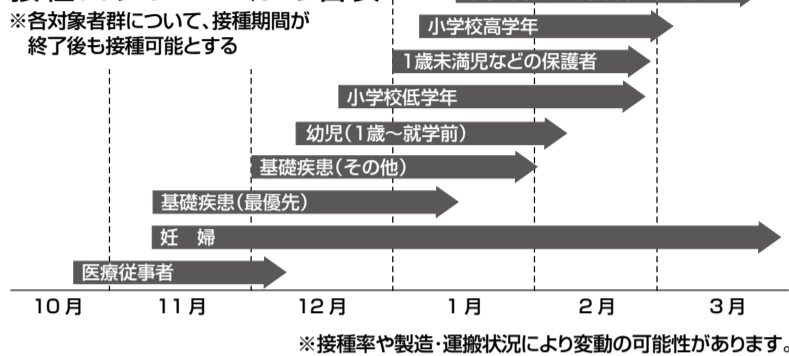 ※各対象者群について、接種期間が
終了後も接種可能とする
小学校高学年
1歳未満児などの保護者
小学校低学年
幼児（1歳〜就学前）
基礎疾患（その他）
基礎疾患（最優先）
妊　婦
医療従事者
10月 11月 12月 1月 2月 3月
※接種率や製造・運搬状況により変動の可能性があります。